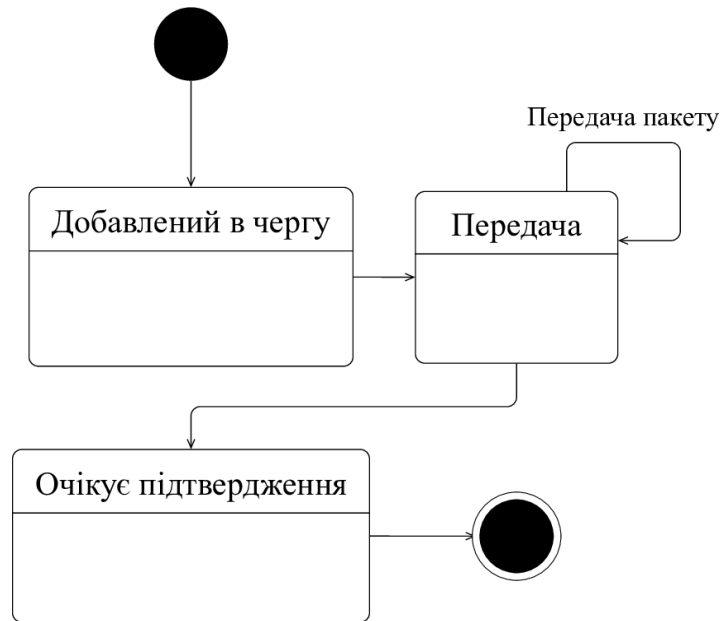 Передача пакету
Добавлений в чергу
Передача
Очікує підтвердження